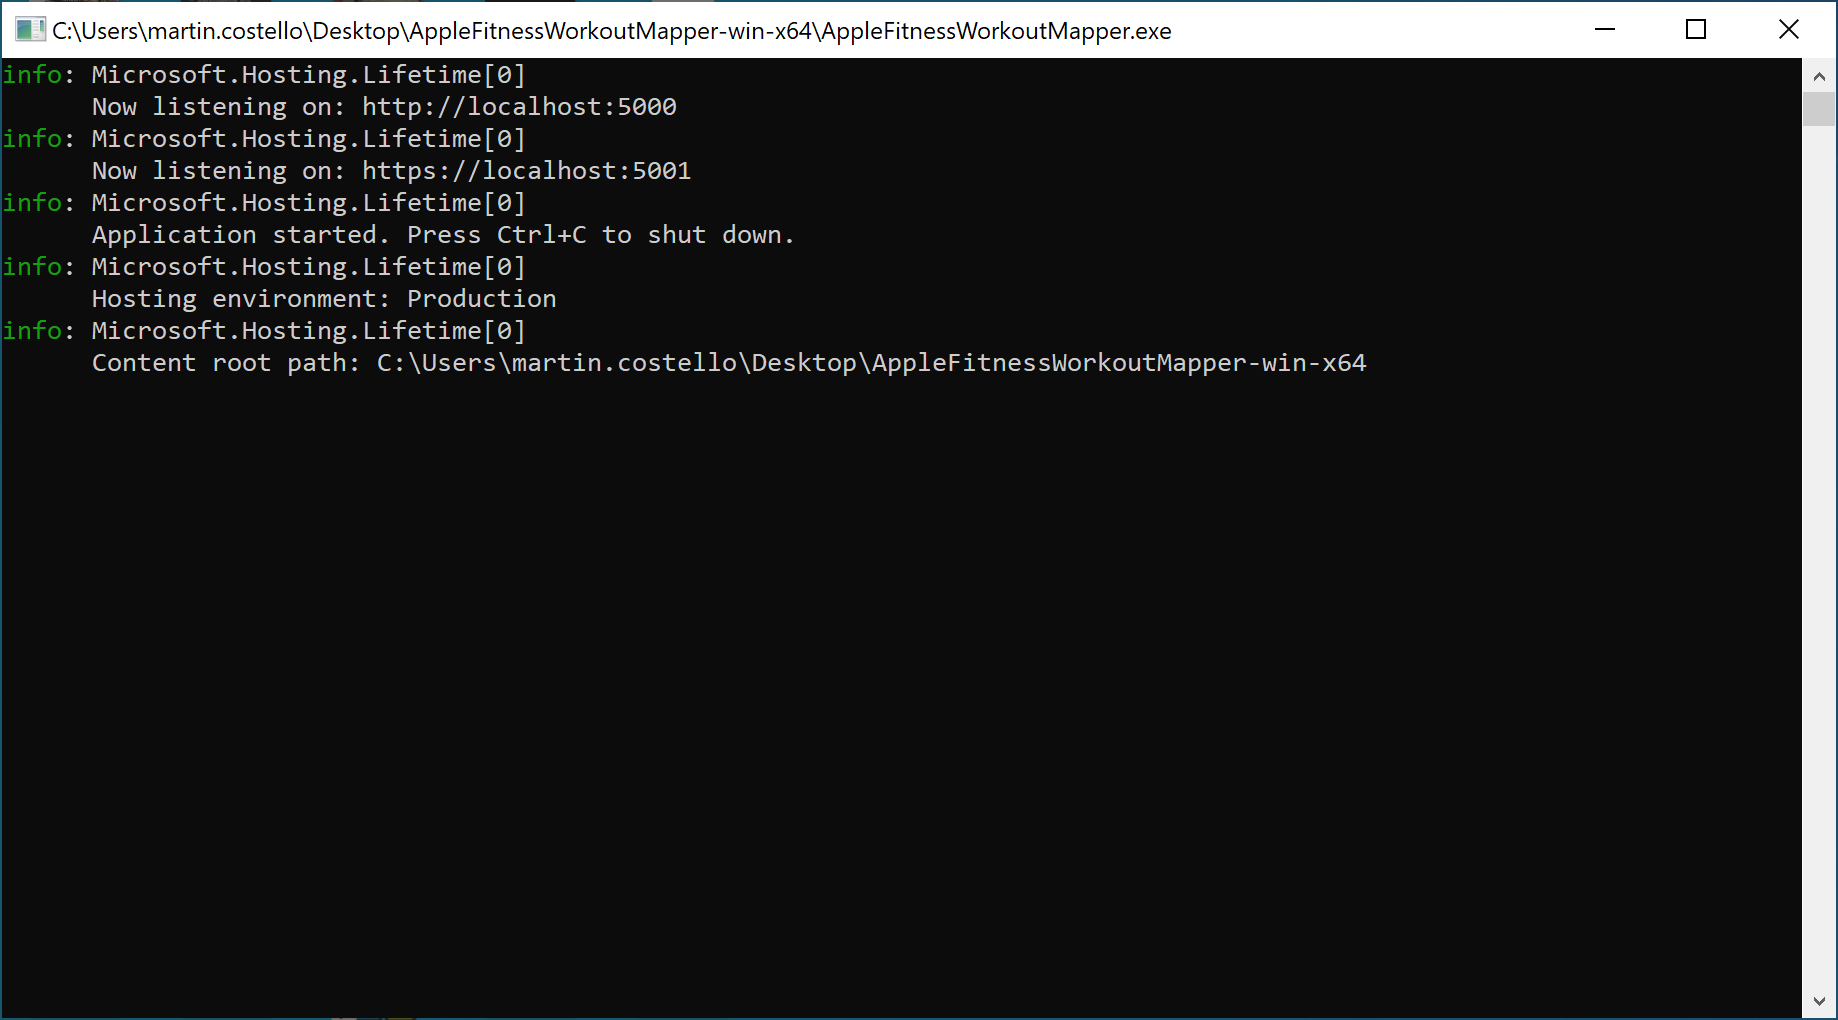 C:\Users\martin.costello\Desktop\AppleFitnessWorkoutMapper-win-x64\AppleFitnessWorkoutMapper.exe
info: Microsoft.Hosting.Lifetime[0]
      Now listening on: http://localhost:5000
info: Microsoft.Hosting.Lifetime[0]
      Now listening on: https://localhost:5001
info: Microsoft.Hosting.Lifetime[0]
      Application started. Press Ctrl+C to shut down.
info: Microsoft.Hosting.Lifetime[0]
      Hosting environment: Production
info: Microsoft.Hosting.Lifetime[0]
      Content root path: C:\Users\martin.costello\Desktop\AppleFitnessWorkoutMapper-win-x64